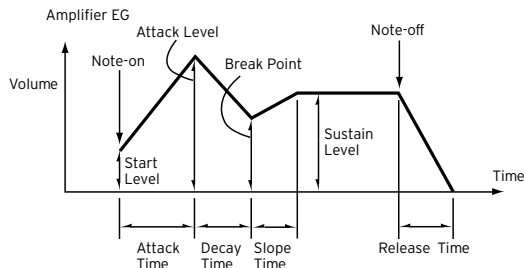 Amplifier EG
Attack Level
Note-off
Note-on
Break Point
Volume
Sustain
Level
Start
Level
Time
Attack
Time
Decay
Time
Slope
Time
Release Time